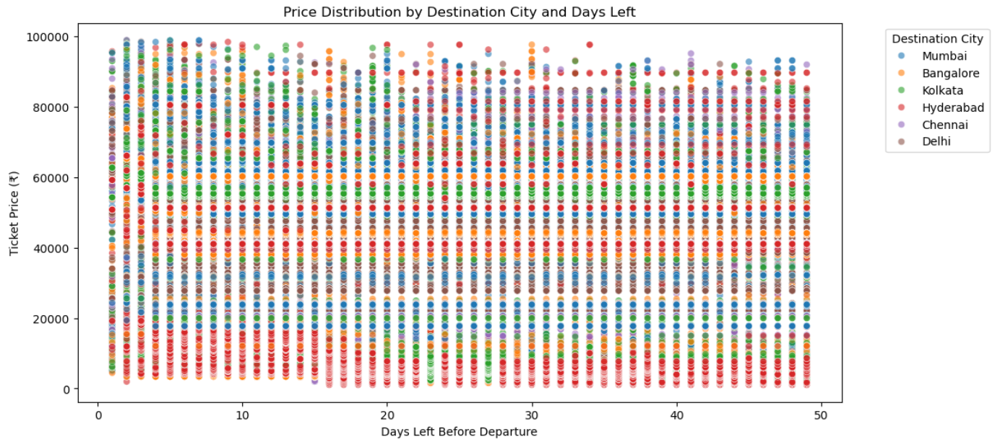 Price Distribution by Destination City and Days Left
100000
80000
60000
40000
20000
0
Ticket Price (₹)
0 10 20 30 40 50
Days Left Before Departure
Destination City
Mumbai
Bangalore
Kolkata
Hyderabad
Chennai
Delhi